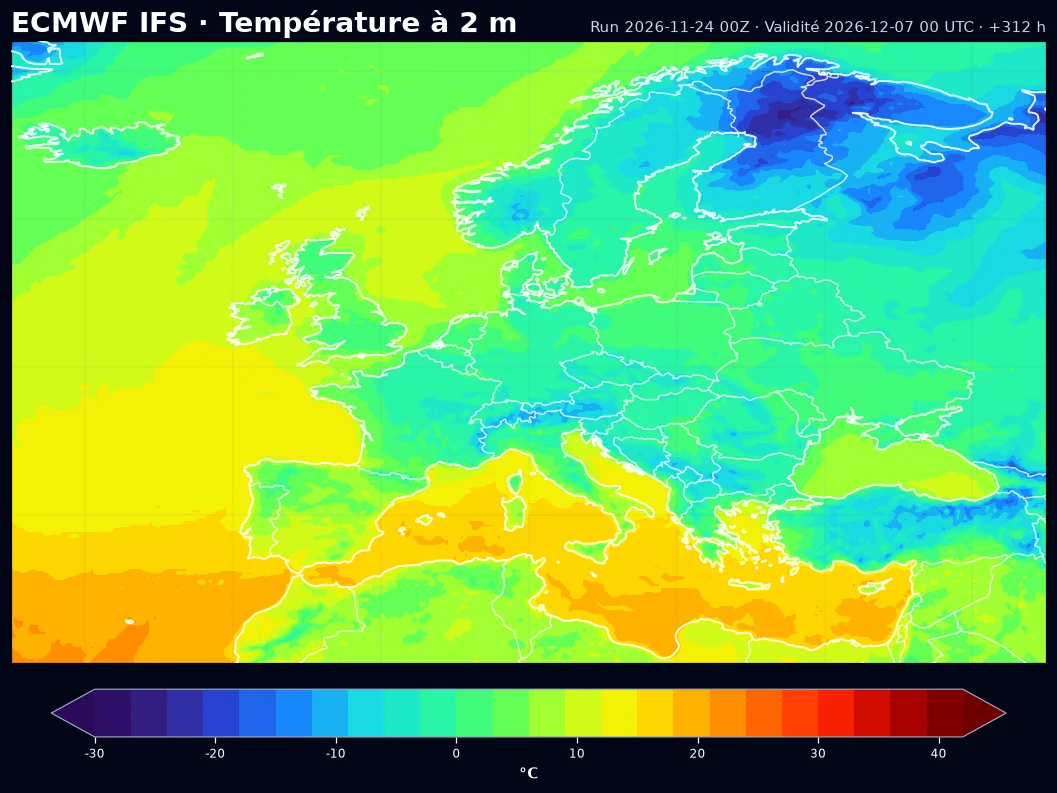 ECMWF IFS · Température à 2 m
Run 2026-11-24 00Z · Validité 2026-12-07 00 UTC · +312 h
-30 -20 -10 0 10 20 30 40
°C